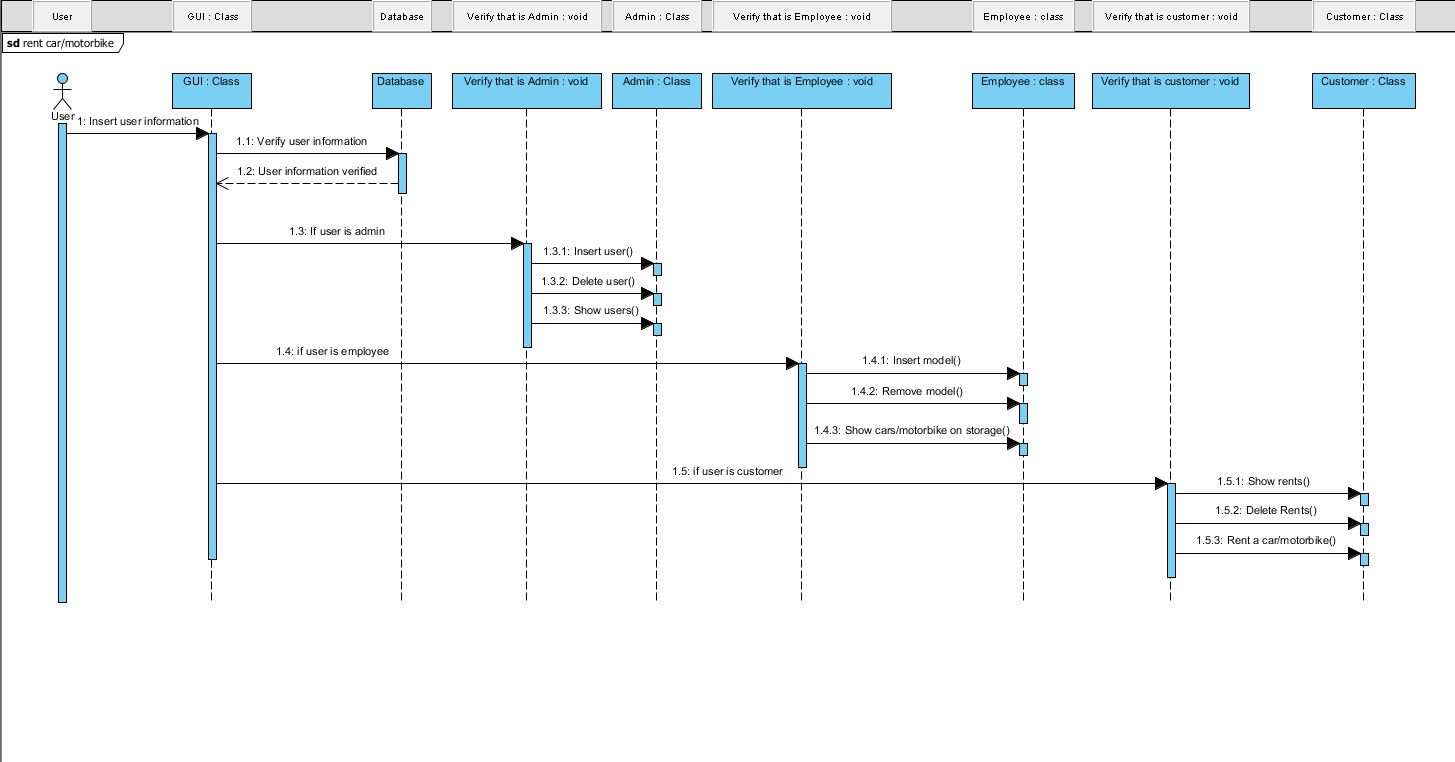 User
GUI : Class
Database
Verify that is Admin : void
Admin : Class
Verify that is Employee : void
Employee : class
Verify that is customer : void
Customer : Class
sd rent car/motorbike
GUI : Class
Database
Verify that is Admin : void
Admin : Class
Verify that is Employee : void
Employee : class
Verify that is customer : void
Customer : Class
User
1: Insert user information
1.1: Verify user information
1.2: User information verified
1.3: If user is admin
1.3.1: Insert user()
1.3.2: Delete user()
1.3.3: Show users()
1.4: if user is employee
1.4.1: Insert model()
1.4.2: Remove model()
1.4.3: Show cars/motorbike on storage()
1.5: if user is customer
1.5.1: Show rents()
1.5.2: Delete Rents()
1.5.3: Rent a car/motorbike()